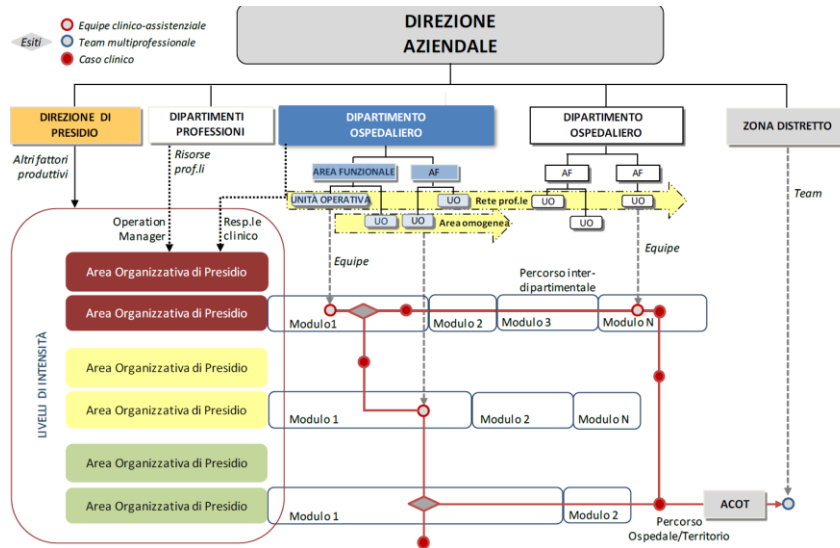 Esiti
Equipe clinico-assistenziale
Team multiprofessionale
Caso clinico
DIREZIONE
AZIENDALE
DIREZIONE DI
PRESIDIO
DIPARTIMENTI
PROFESSIONI
DIPARTIMENTO
OSPEDALIERO
DIPARTIMENTO
OSPEDALIERO
ZONA DISTRETTO
Altri fattori
produttivi
Risorse
prof.li
AREA FUNZIONALE
AF
AF
AF
UNITÀ OPERATIVA
UO
Rete prof.le
UO
UO
UO
UO
Area omogenea
UO
Team
Operation
Manager
Resp.le
clinico
Equipe
Equipe
LIVELLI DI INTENSITÀ
Area Organizzativa di Presidio
Percorso inter-
dipartimentale
Area Organizzativa di Presidio
Modulo1
Modulo 2
Modulo 3
Modulo N
Area Organizzativa di Presidio
Area Organizzativa di Presidio
Modulo 1
Modulo 2
Modulo N
Area Organizzativa di Presidio
Area Organizzativa di Presidio
Modulo 1
Modulo 2
Percorso
Ospedale/Territorio
ACOT